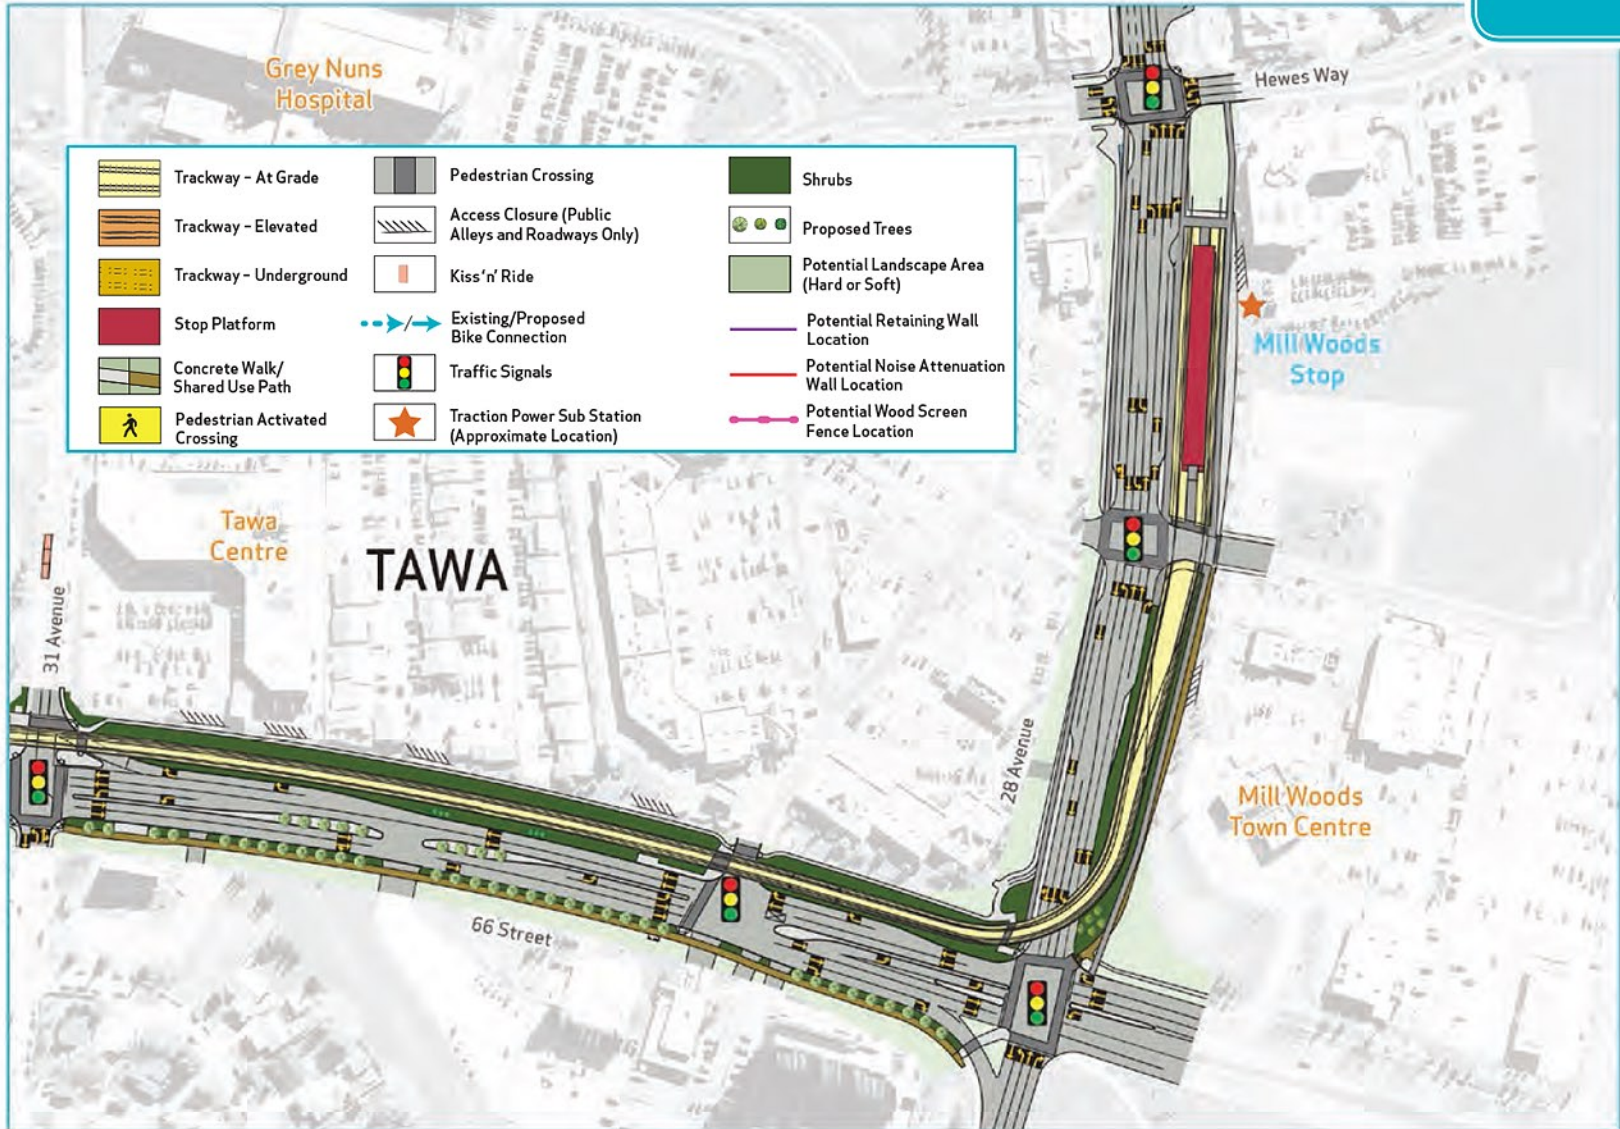 Grey Nuns
Hospital
Hewes Way
Trackway – At Grade
Trackway – Elevated
Trackway – Underground
Stop Platform
Concrete Walk/
Shared Use Path
Pedestrian Activated
Crossing
Pedestrian Crossing
Access Closure (Public
Alleys and Roadways Only)
Kiss‘n’ Ride
Existing/Proposed
Bike Connection
Traffic Signals
Traction Power Sub Station
(Approximate Location)
Shrubs
Proposed Trees
Potential Landscape Area
(Hard or Soft)
Potential Retaining Wall
Location
Potential Noise Attenuation
Wall Location
Potential Wood Screen
Fence Location
Mill Woods
Stop
Tawa
Centre
TAWA
31 Avenue
28 Avenue
Mill Woods
Town Centre
66 Street